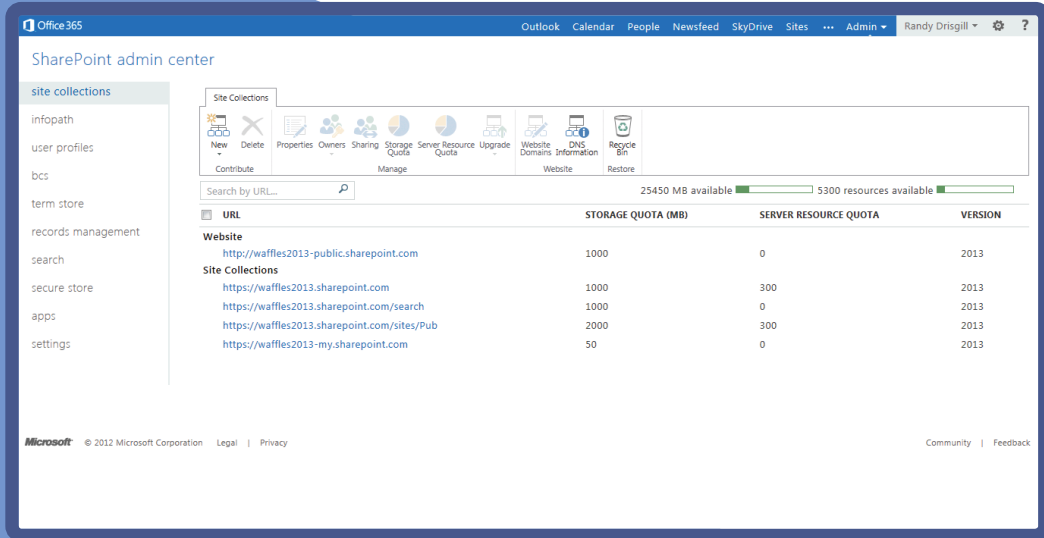 Office 365 Outlook Calendar People Newsfeed SkyDrive Sites ••• Admin Randy Drisgill ?
SharePoint admin center
site collections
infopath
user profiles
bcs
term store
records management
search
secure store
apps
settings
Site Collections
New Delete Properties Owners Sharing Storage Quota Server Resource Quota Upgrade Website Domains DNS Information Recycle Bin
Contribute Manage Website Restore
Search by URL... 25450 MB available 5300 resources available
URL STORAGE QUOTA (MB) SERVER RESOURCE QUOTA VERSION
Website
http://waffles2013-public.sharepoint.com 1000 0 2013
Site Collections
https://waffles2013.sharepoint.com 1000 300 2013
https://waffles2013.sharepoint.com/search 1000 0 2013
https://waffles2013.sharepoint.com/sites/Pub 2000 300 2013
https://waffles2013-my.sharepoint.com 50 0 2013
Microsoft © 2012 Microsoft Corporation Legal | Privacy Community | Feedback